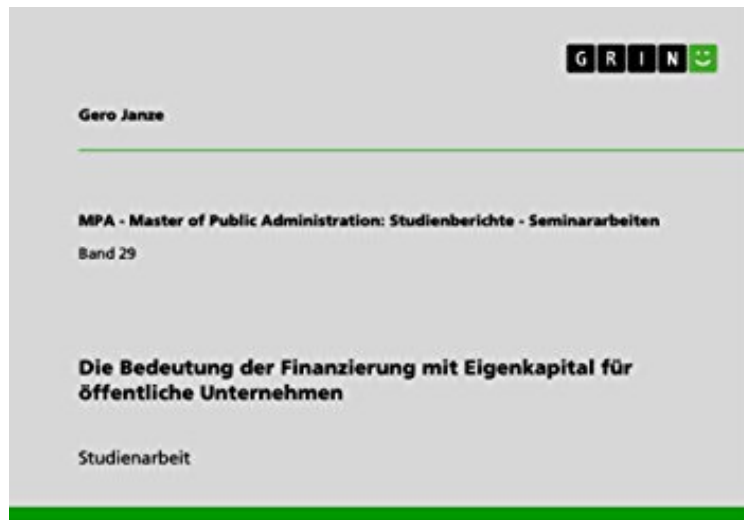 GRIN
Gero Janze
MPA - Master of Public Administration: Studienberichte - Seminararbeiten
Band 29
Die Bedeutung der Finanzierung mit Eigenkapital für
öffentliche Unternehmen
Studienarbeit